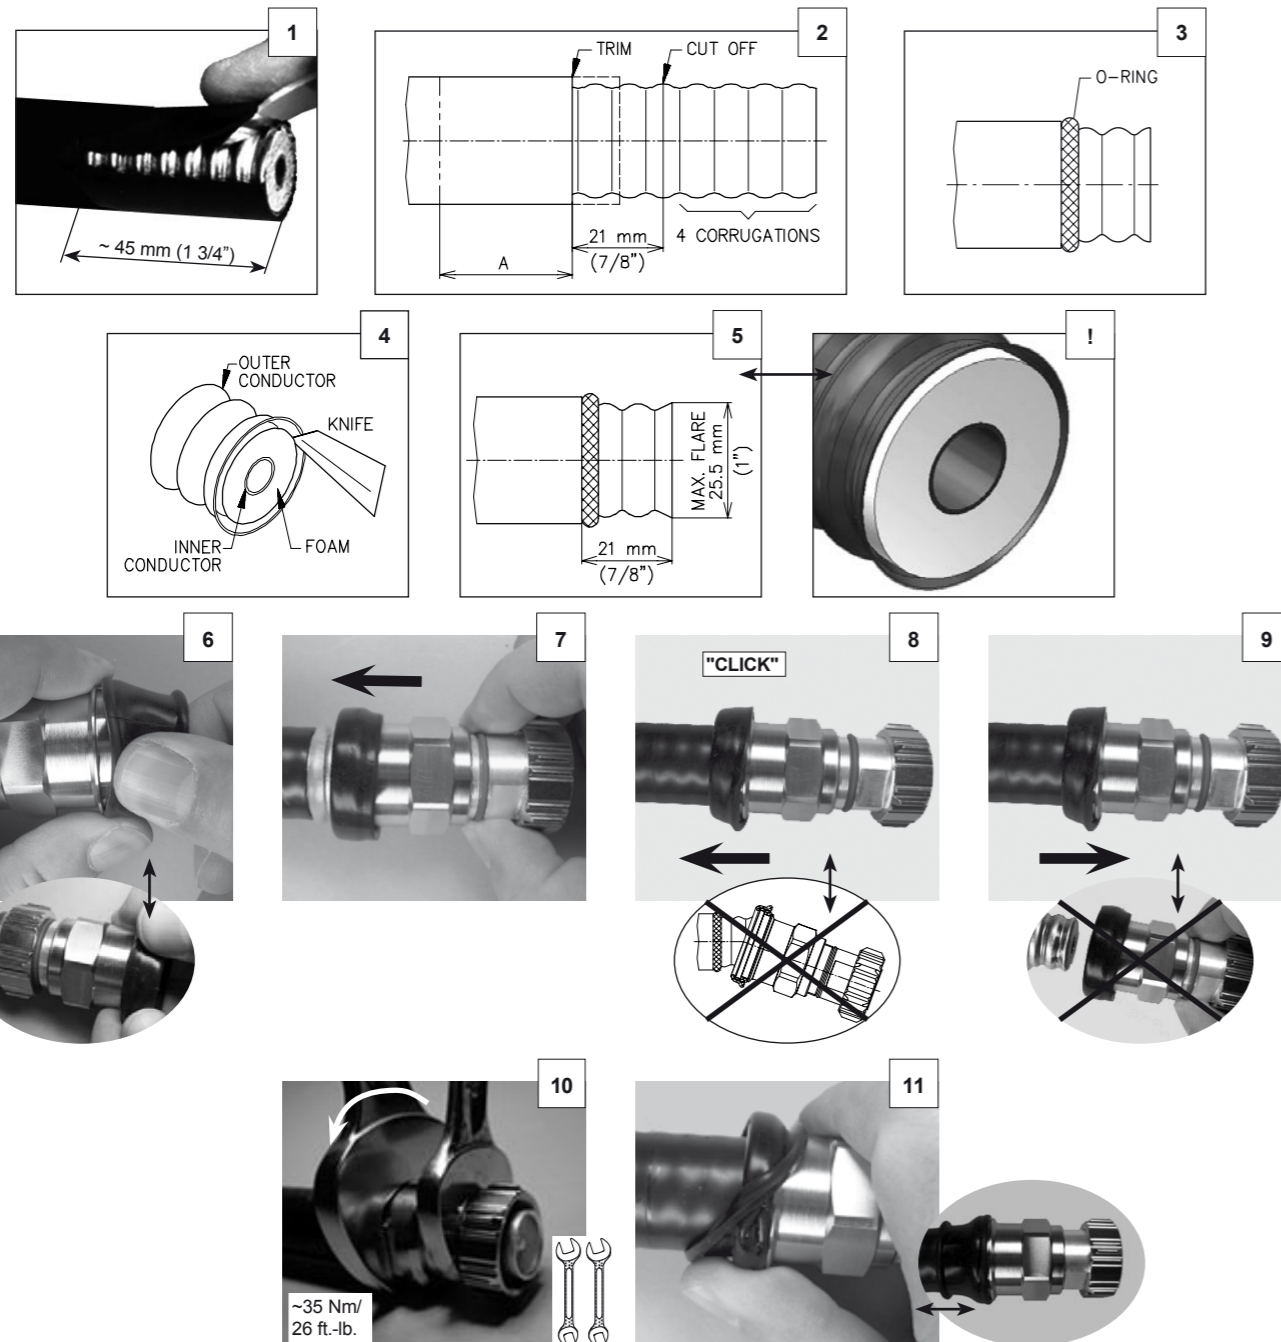 1
~ 45 mm (1 3/4”)
2
TRIM
CUT OFF
21 mm
(7/8”)
4 CORRUGATIONS
A
3
O-RING
4
OUTER
CONDUCTOR
KNIFE
INNER
CONDUCTOR
FOAM
5
MAX. FLARE
25.5 mm
(1”)
21 mm
(7/8”)
!
6
7
8
"CLICK"
9
10
~35 Nm/
26 ft.-lb.
11